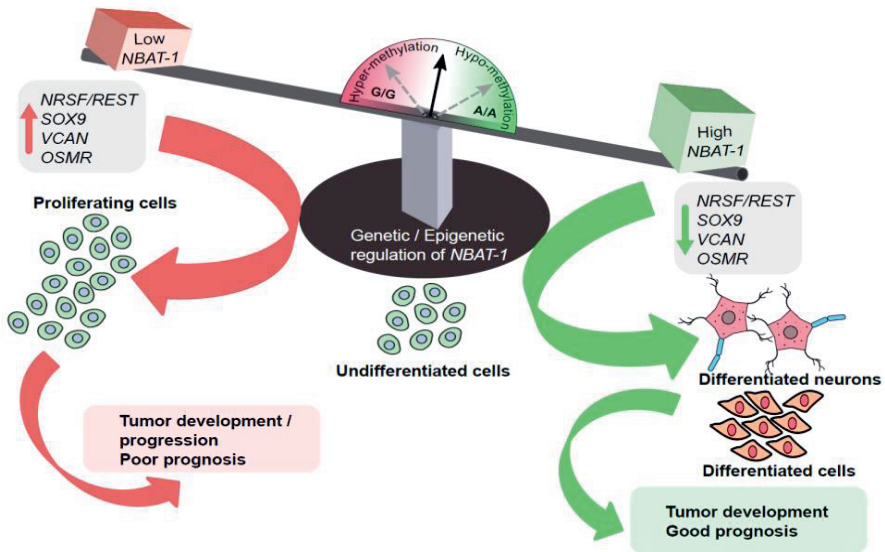 Low
NBAT-1
Hyper-methylation
Hypo-methylation
G/G
A/A
High
NBAT-1
NRSF/REST
SOX9
VCAN
OSMR
NRSF/REST
SOX9
VCAN
OSMR
Proliferating cells
Genetic / Epigenetic
regulation of NBAT-1
Undifferentiated cells
Differentiated neurons
Tumor development /
progression
Poor prognosis
Differentiated cells
Tumor development
Good prognosis